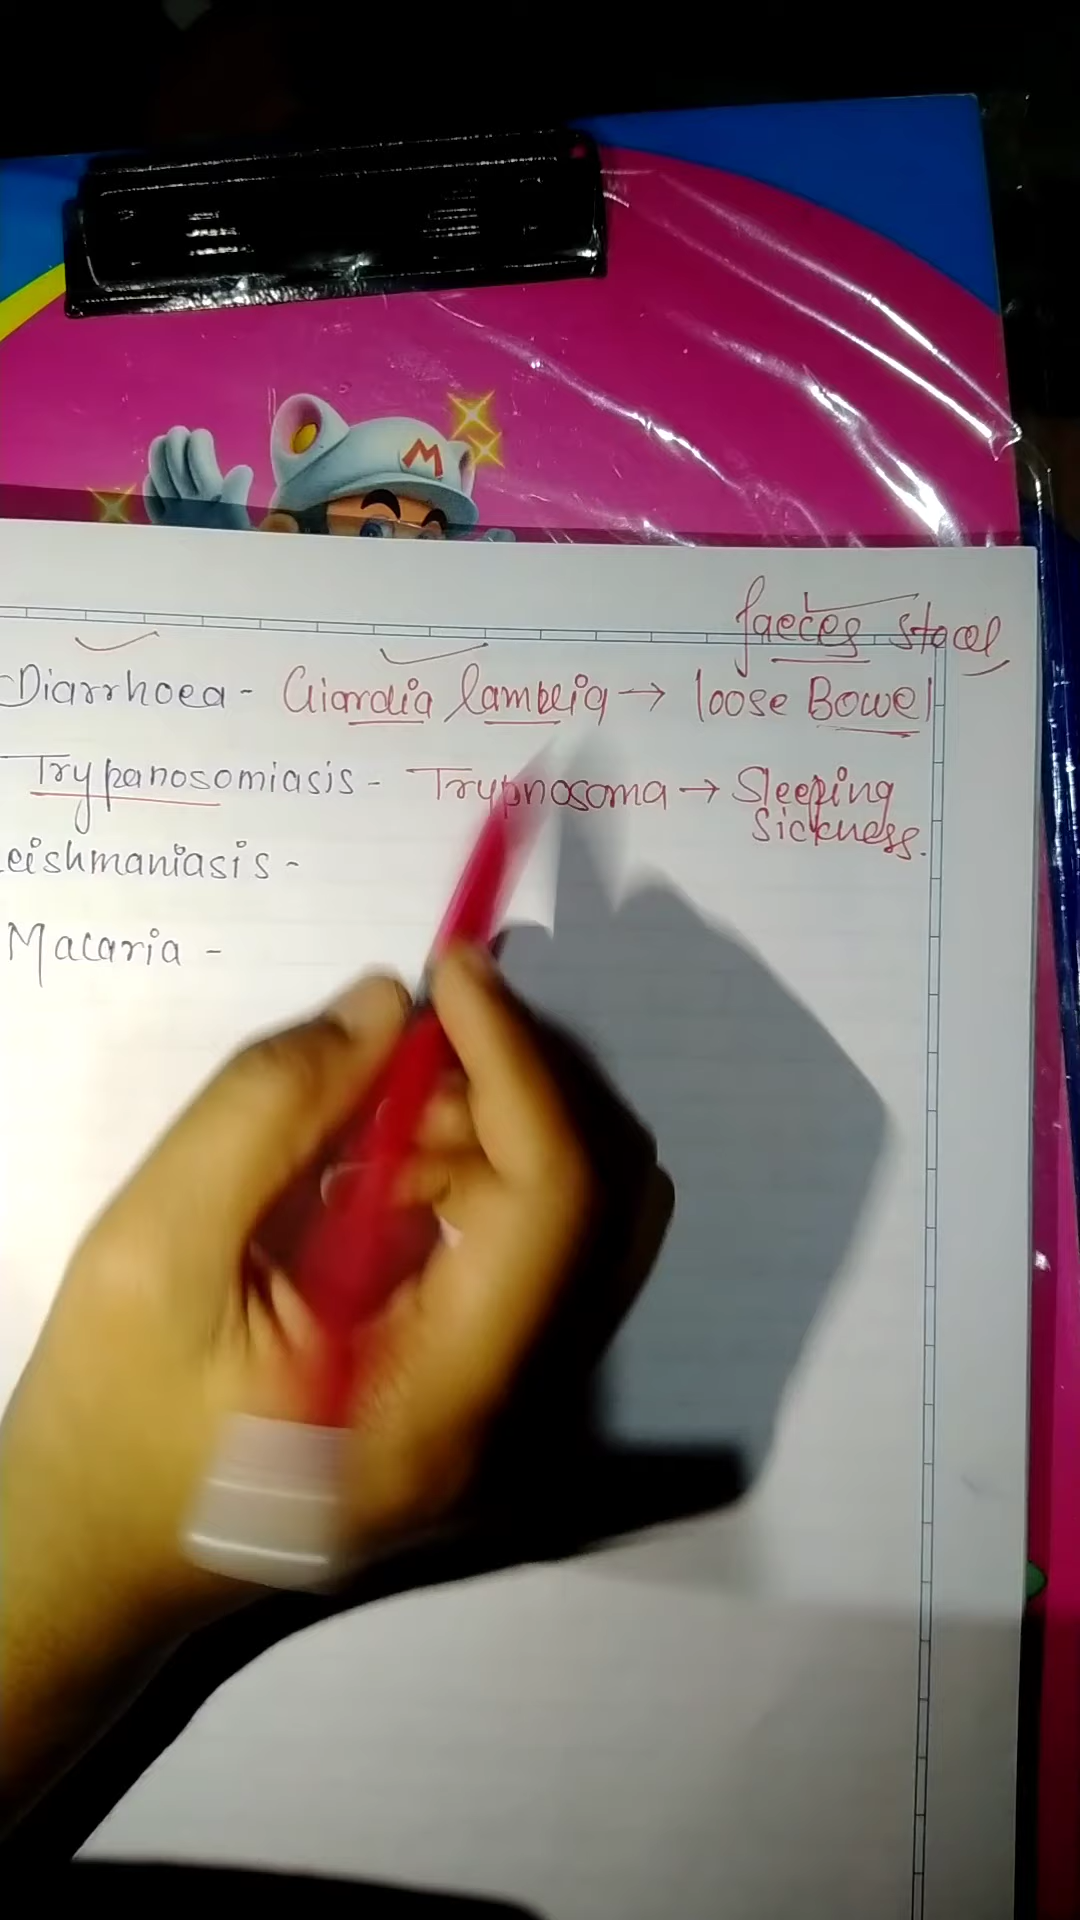 M
faeces stool
Diarrhoea - Giardia lamblia → loose Bowel
Trypanosomiasis - Trypnosoma → Sleeping
Sickness.
eishmaniasis -
Malaria -